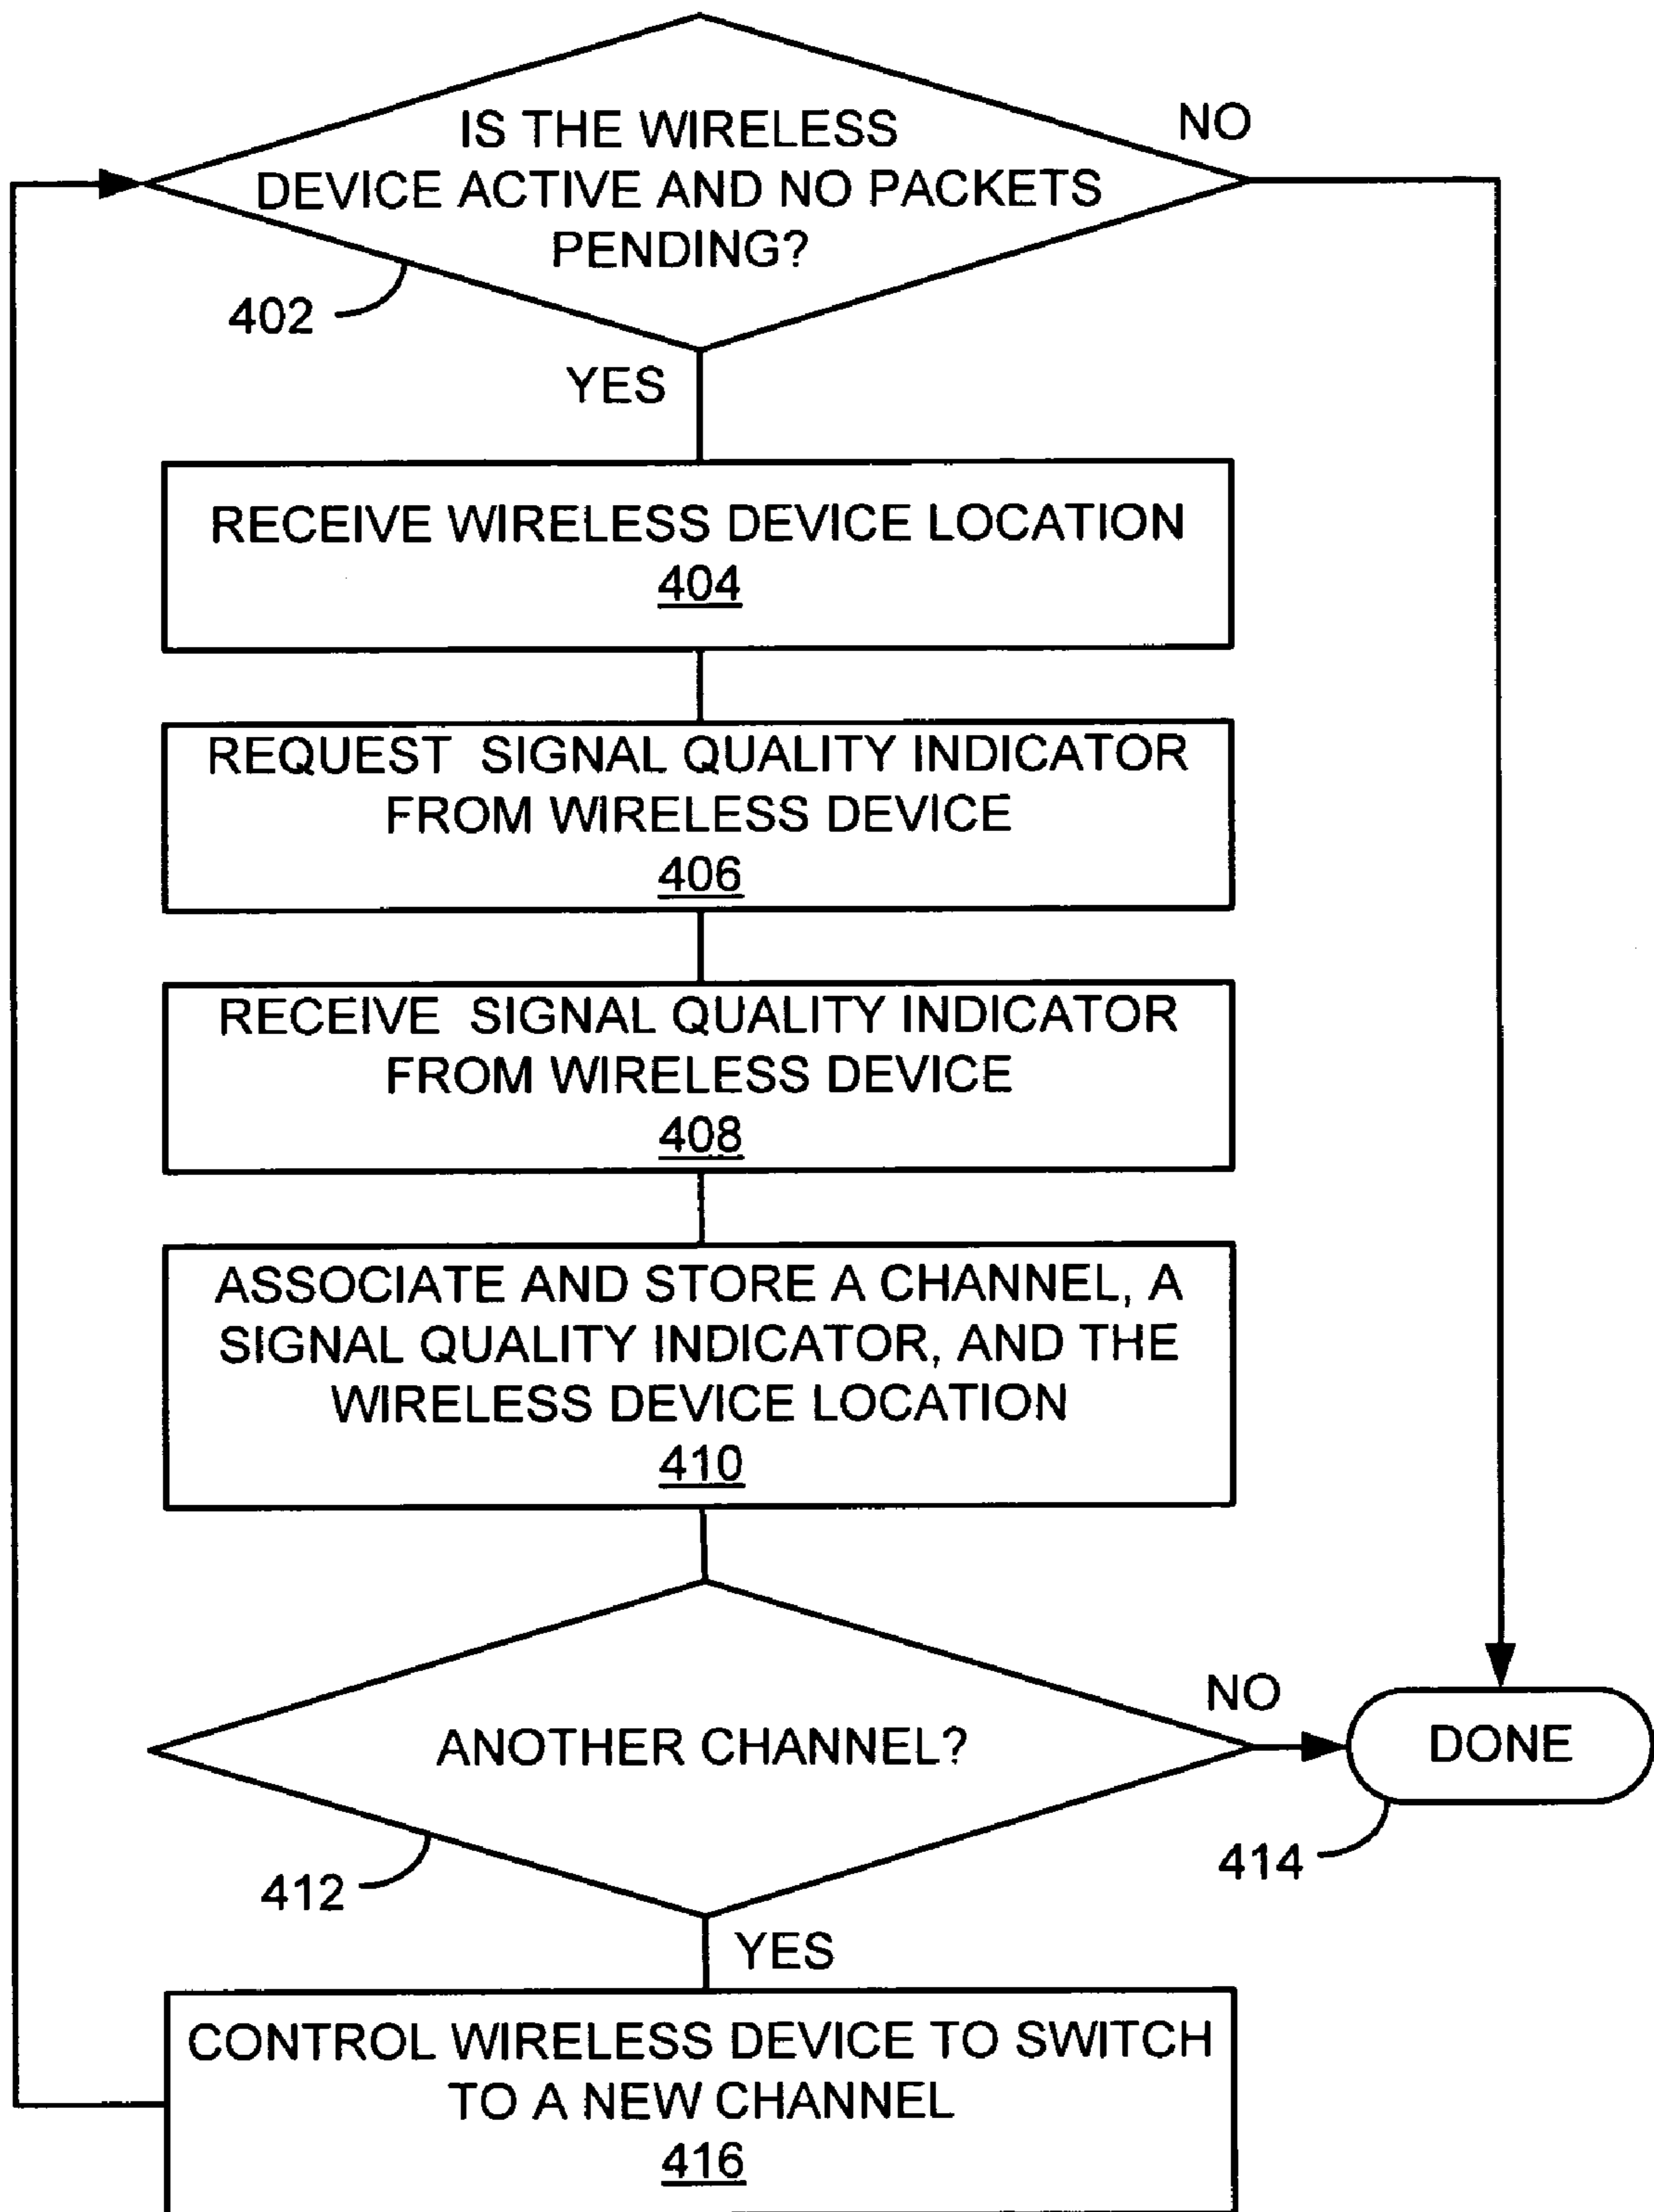 IS THE WIRELESS
DEVICE ACTIVE AND NO PACKETS
PENDING?
NO
402
YES
RECEIVE WIRELESS DEVICE LOCATION
404
REQUEST SIGNAL QUALITY INDICATOR
FROM WIRELESS DEVICE
406
RECEIVE SIGNAL QUALITY INDICATOR
FROM WIRELESS DEVICE
408
ASSOCIATE AND STORE A CHANNEL, A
SIGNAL QUALITY INDICATOR, AND THE
WIRELESS DEVICE LOCATION
410
ANOTHER CHANNEL?
NO
DONE
412
414
YES
CONTROL WIRELESS DEVICE TO SWITCH
TO A NEW CHANNEL
416